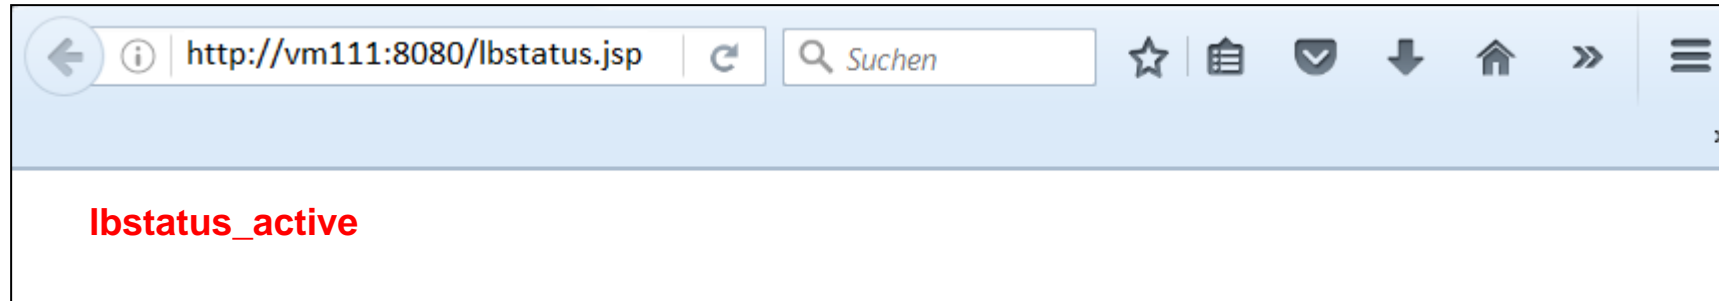 http://vm111:8080/lbstatus.jsp Suchen
lbstatus_active